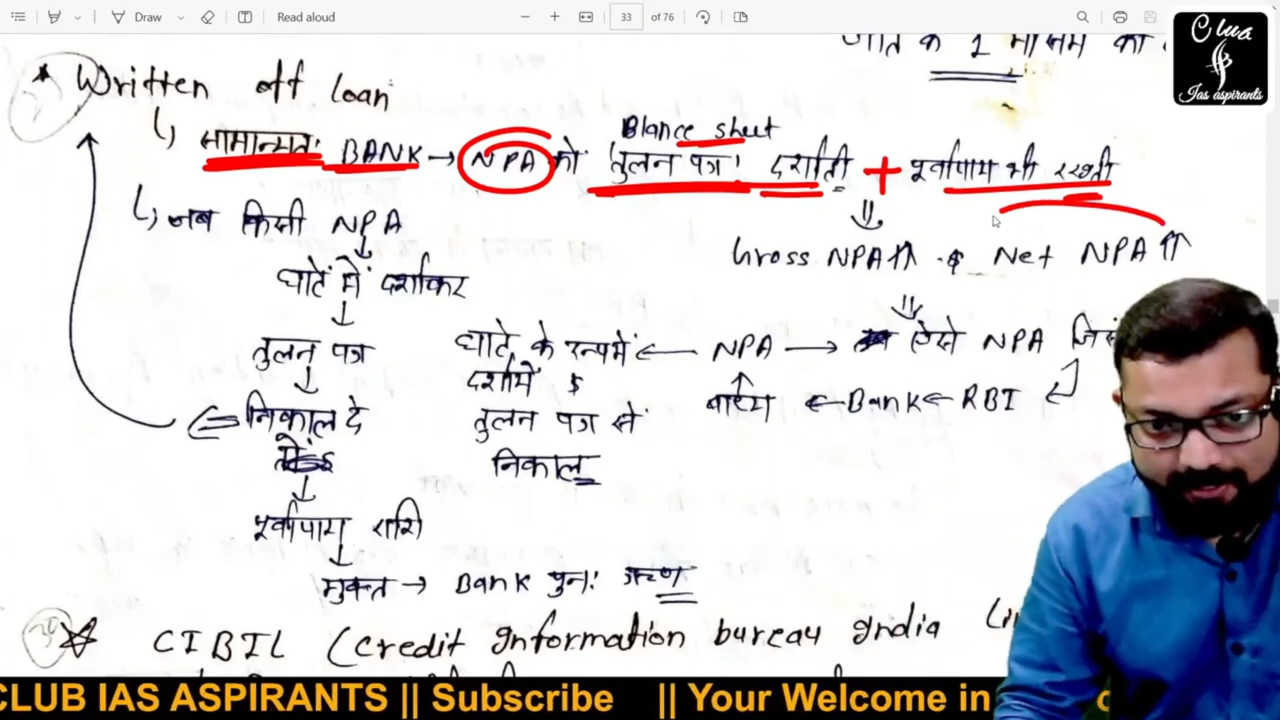 Draw
Read aloud
33 of 76
Club
Ias aspirants
के 1
Written off loan
Blance sheet
सामान्यतः BANK → NPA को तुलन पत्र: दर्शाती + पूर्वापाय भी रखती
जब किसी NPA
घाटें में दर्शाकर
तुलन पत्र
निकाल दे
पूर्वापाय राशि
मुक्त → Bank पुनः ऋण
⇓
Gross NPA⇈ & Net NPA⇈
⇓
घाटे के रूपमें ← NPA → ऐसे NPA जिसे
दर्शायें $
बाध्य ← Bank ← RBI
तुलन पत्र से
निकाल
CIBIL (Credit Information bureau India
CLUB IAS ASPIRANTS || Subscribe || Your Welcome in